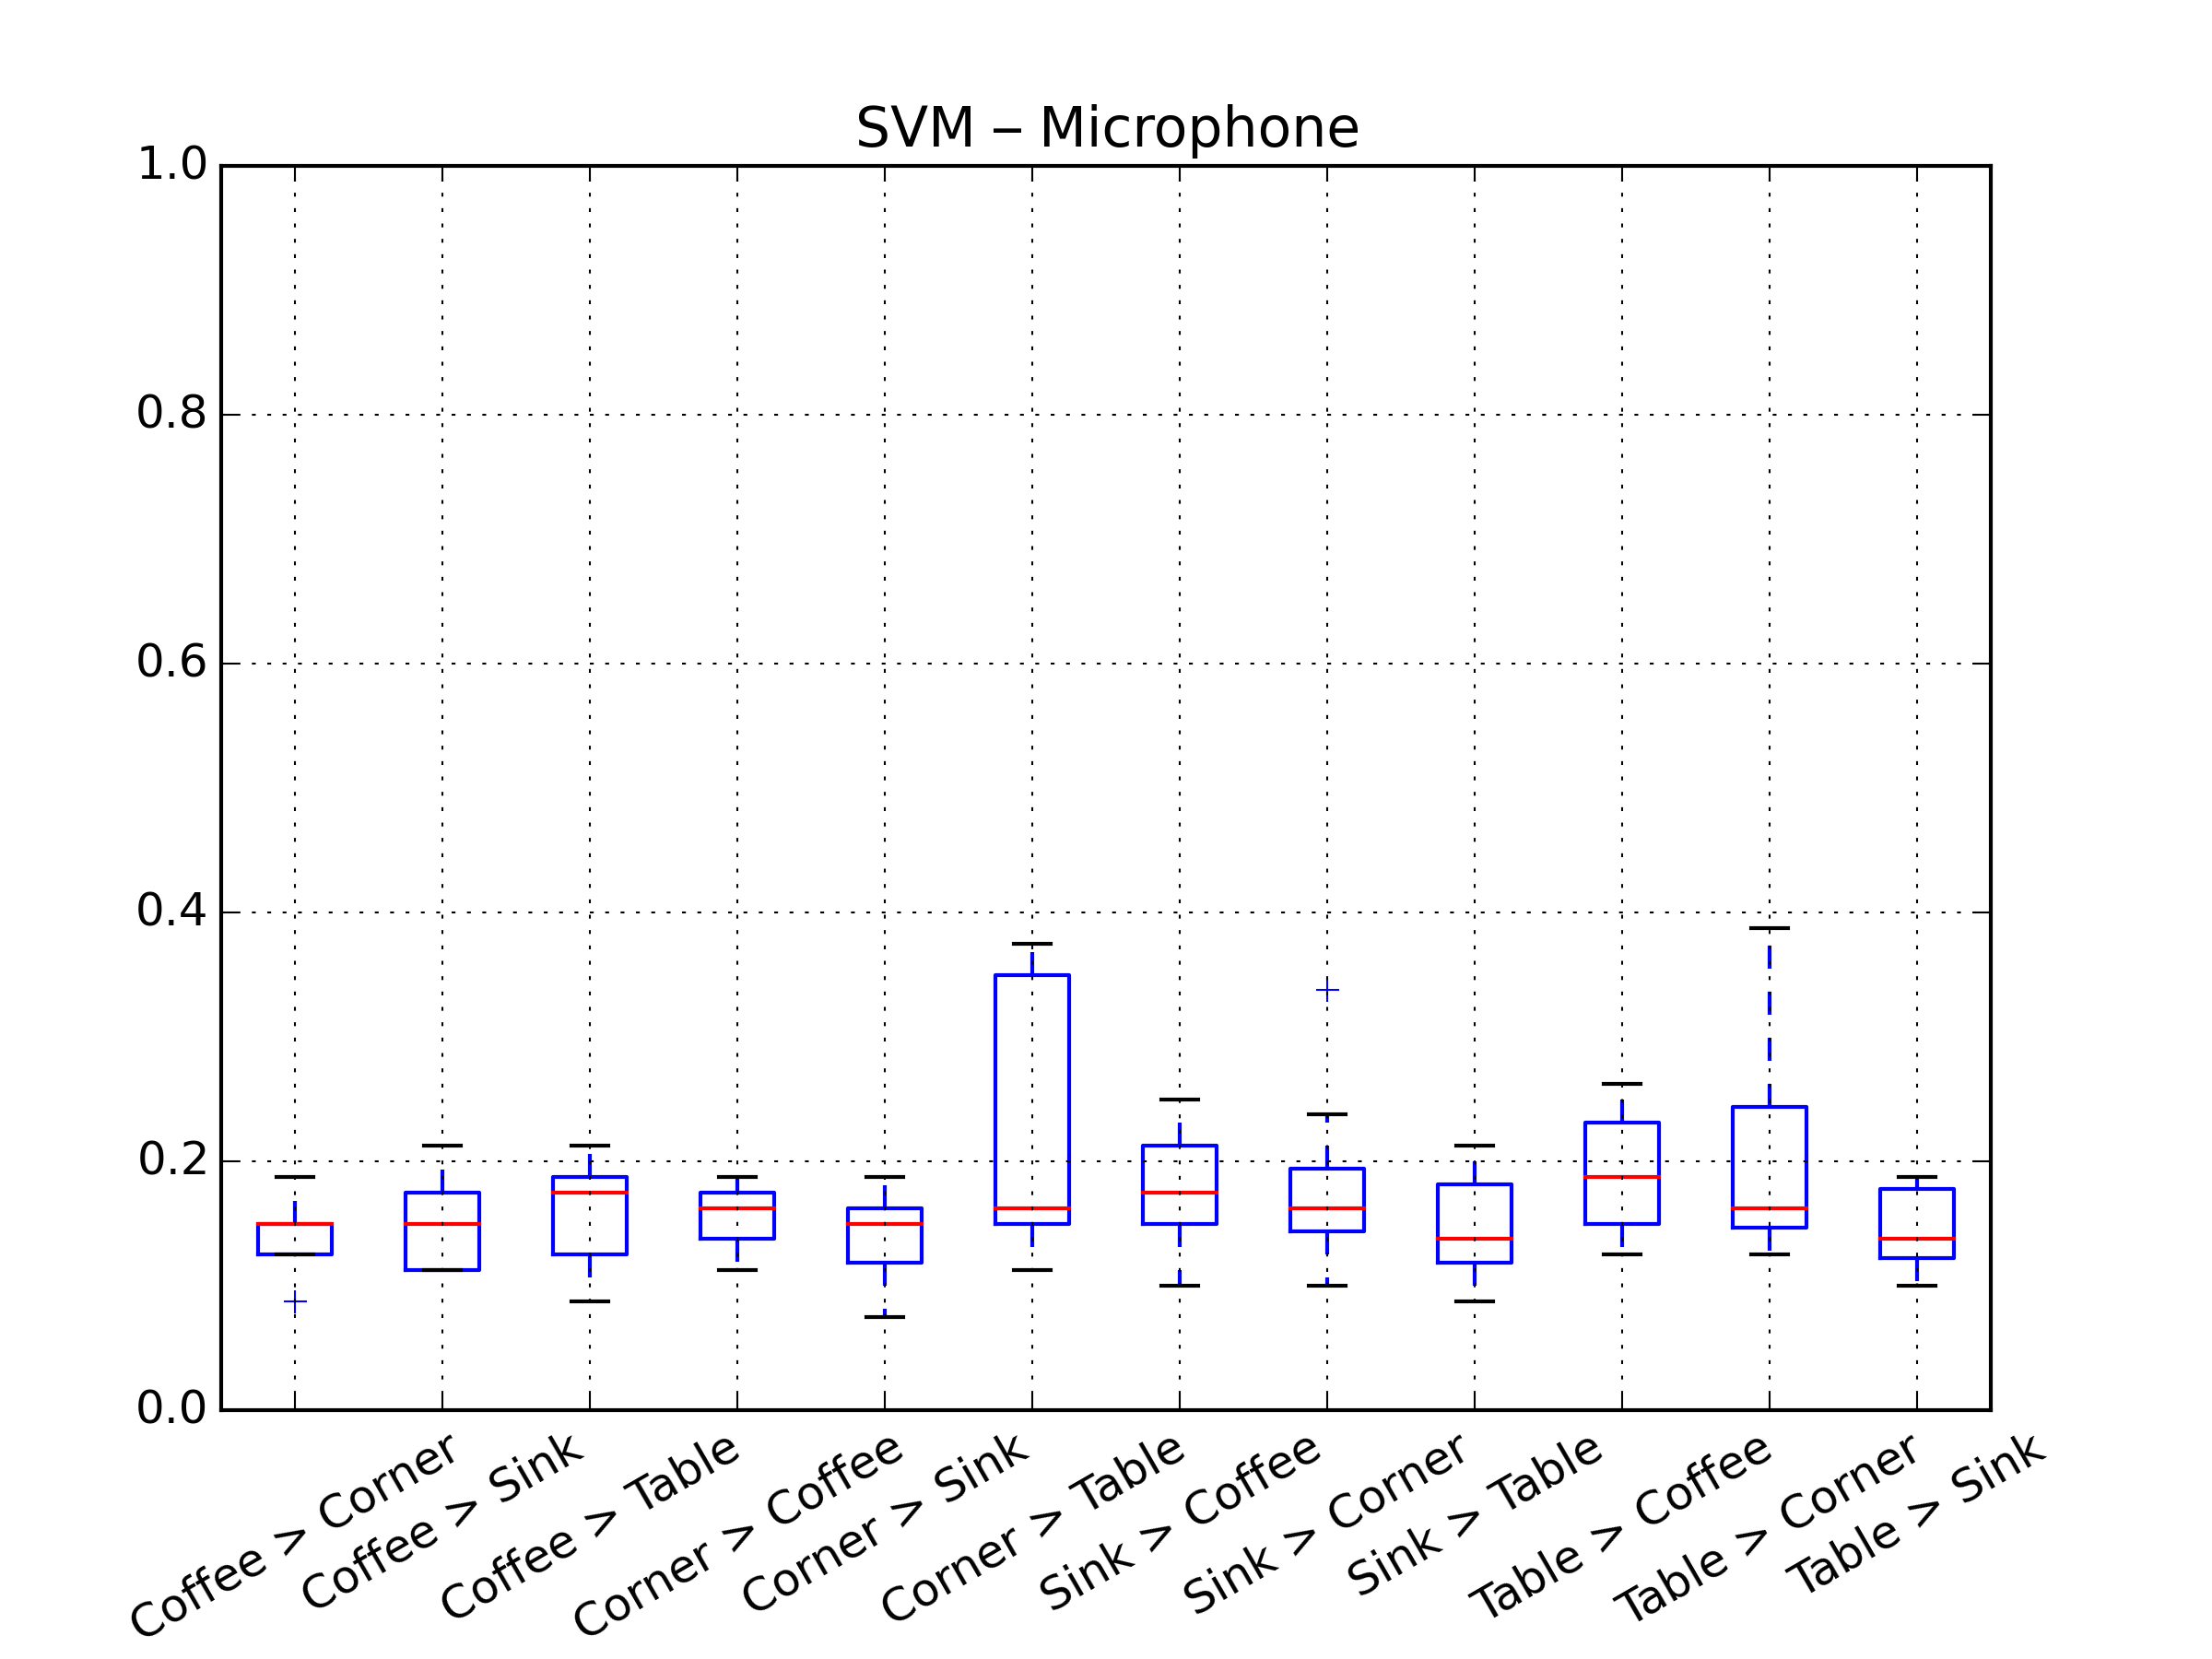 SVM − Microphone
1.0
0.8
0.6
0.4
0.2
0.0
Coffee > Corner
Coffee > Sink
Coffee > Table
Corner > Coffee
Corner > Sink
Corner > Table
Sink > Coffee
Sink > Corner
Sink > Table
Table > Coffee
Table > Corner
Table > Sink